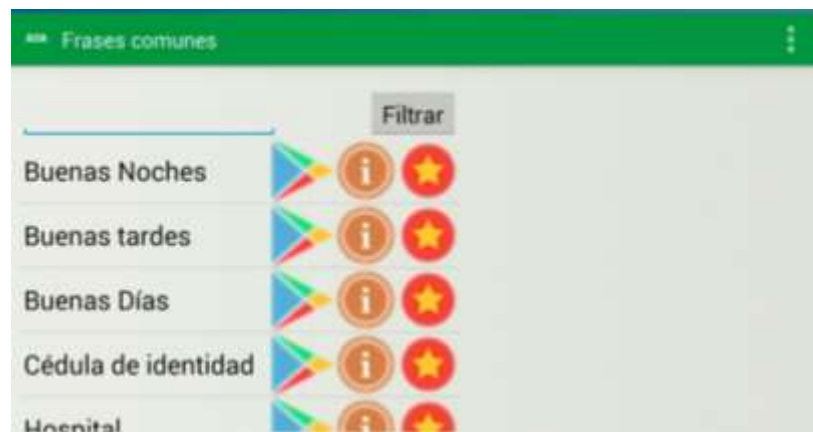 Frases comunes
Filtrar
Buenas Noches
Buenas tardes
Buenas Días
Cédula de identidad
Hospital